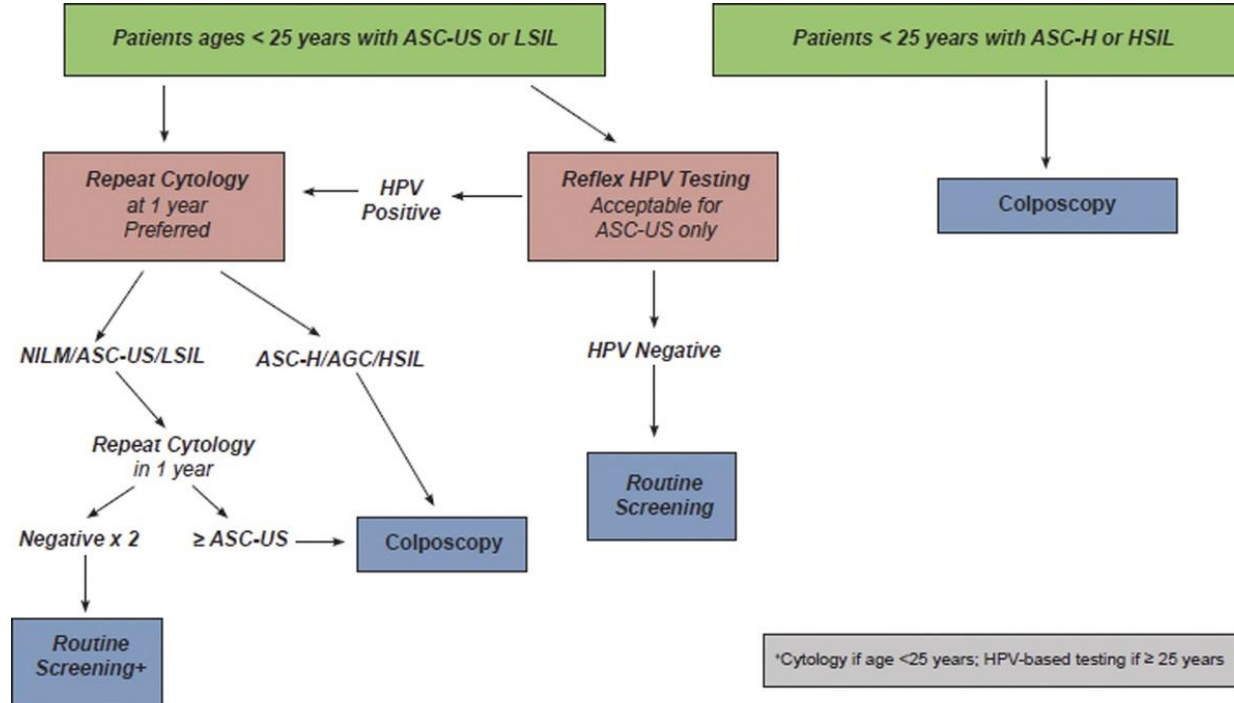 Patients ages < 25 years with ASC-US or LSIL
Patients < 25 years with ASC-H or HSIL
Repeat Cytology
at 1 year
Preferred
HPV
Positive
Reflex HPV Testing
Acceptable for
ASC-US only
Colposcopy
NILM/ASC-US/LSIL
ASC-H/AGC/HSIL
HPV Negative
Repeat Cytology
in 1 year
Routine
Screening
Negative x 2
≥ ASC-US
Colposcopy
Routine
Screening+
+Cytology if age <25 years; HPV-based testing if ≥ 25 years